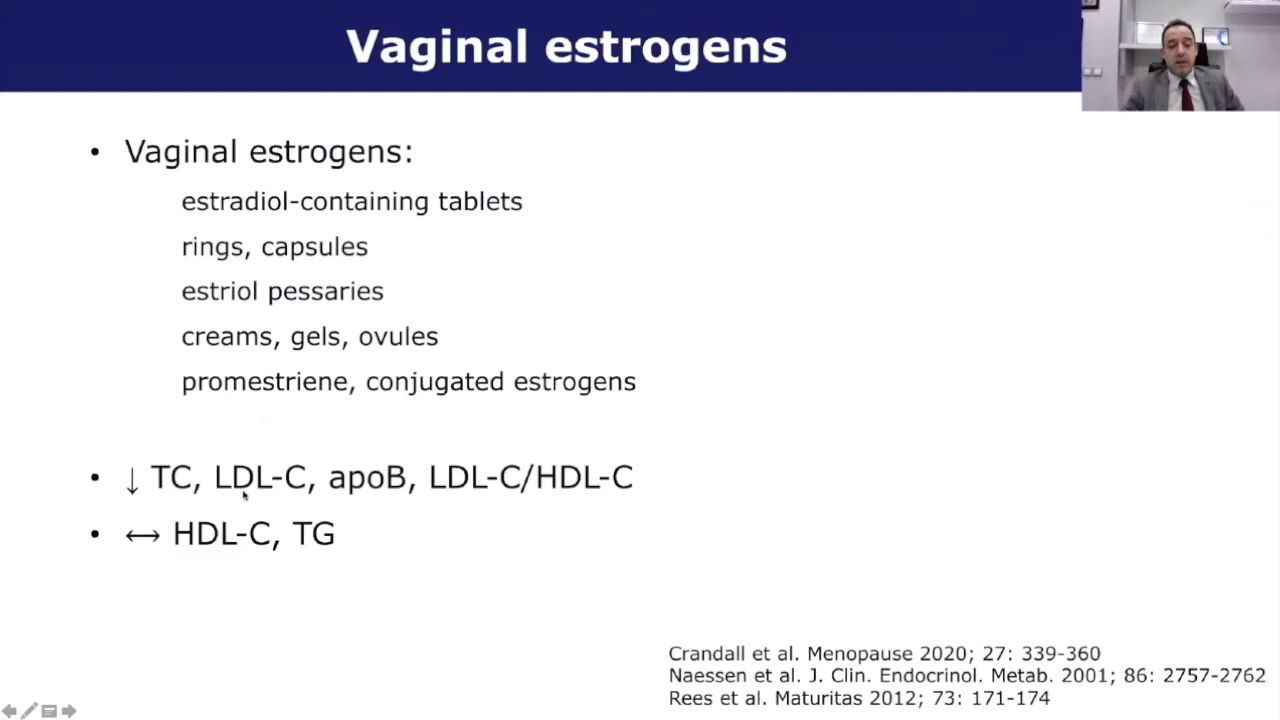 Vaginal estrogens
• Vaginal estrogens:
estradiol-containing tablets
rings, capsules
estriol pessaries
creams, gels, ovules
promestriene, conjugated estrogens
• ↓ TC, LDL-C, apoB, LDL-C/HDL-C
• ↔ HDL-C, TG
Crandall et al. Menopause 2020; 27: 339-360
Naessen et al. J. Clin. Endocrinol. Metab. 2001; 86: 2757-2762
Rees et al. Maturitas 2012; 73: 171-174